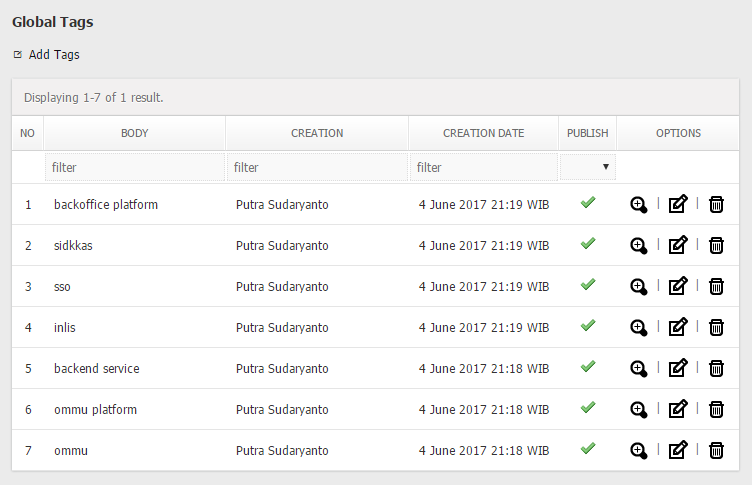 Global Tags
Add Tags
Displaying 1-7 of 1 result.
NO BODY CREATION CREATION DATE PUBLISH OPTIONS
filter filter filter
1 backoffice platform Putra Sudaryanto 4 June 2017 21:19 WIB | |
2 sidkkas Putra Sudaryanto 4 June 2017 21:19 WIB | |
3 sso Putra Sudaryanto 4 June 2017 21:19 WIB | |
4 inlis Putra Sudaryanto 4 June 2017 21:19 WIB | |
5 backend service Putra Sudaryanto 4 June 2017 21:18 WIB | |
6 ommu platform Putra Sudaryanto 4 June 2017 21:18 WIB | |
7 ommu Putra Sudaryanto 4 June 2017 21:18 WIB | |